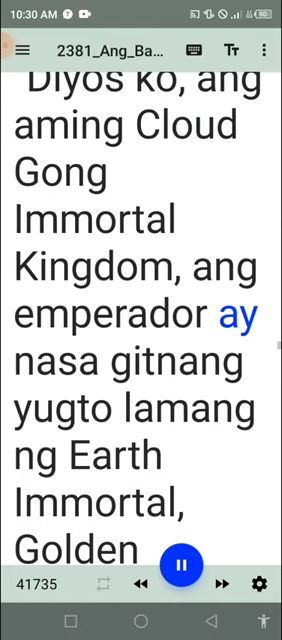 10:30 AM
2381_Ang_Ba...
Diyos ko, ang
aming Cloud
Gong
Immortal
Kingdom, ang
emperador ay
nasa gitnang
yugto lamang
ng Earth
Immortal,
Golden
41735